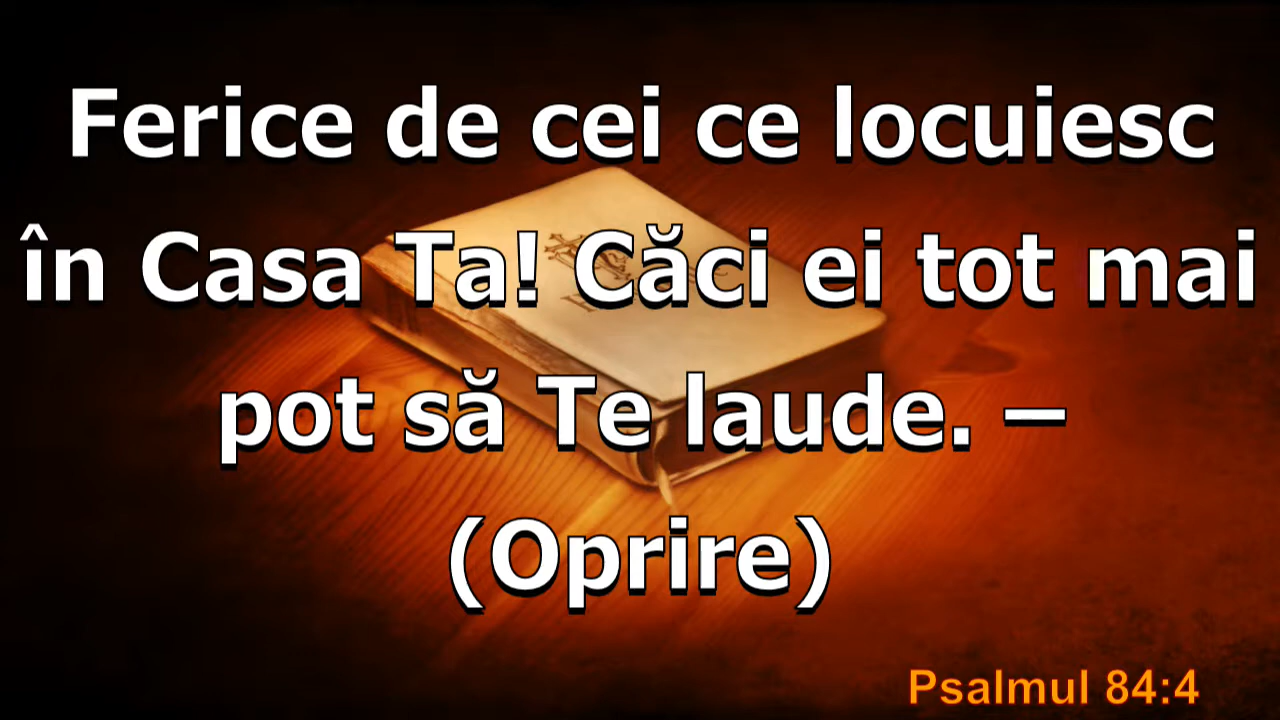 Ferice de cei ce locuiesc
în Casa Ta! Căci ei tot mai
pot să Te laude. –
(Oprire)
Psalmul 84:4